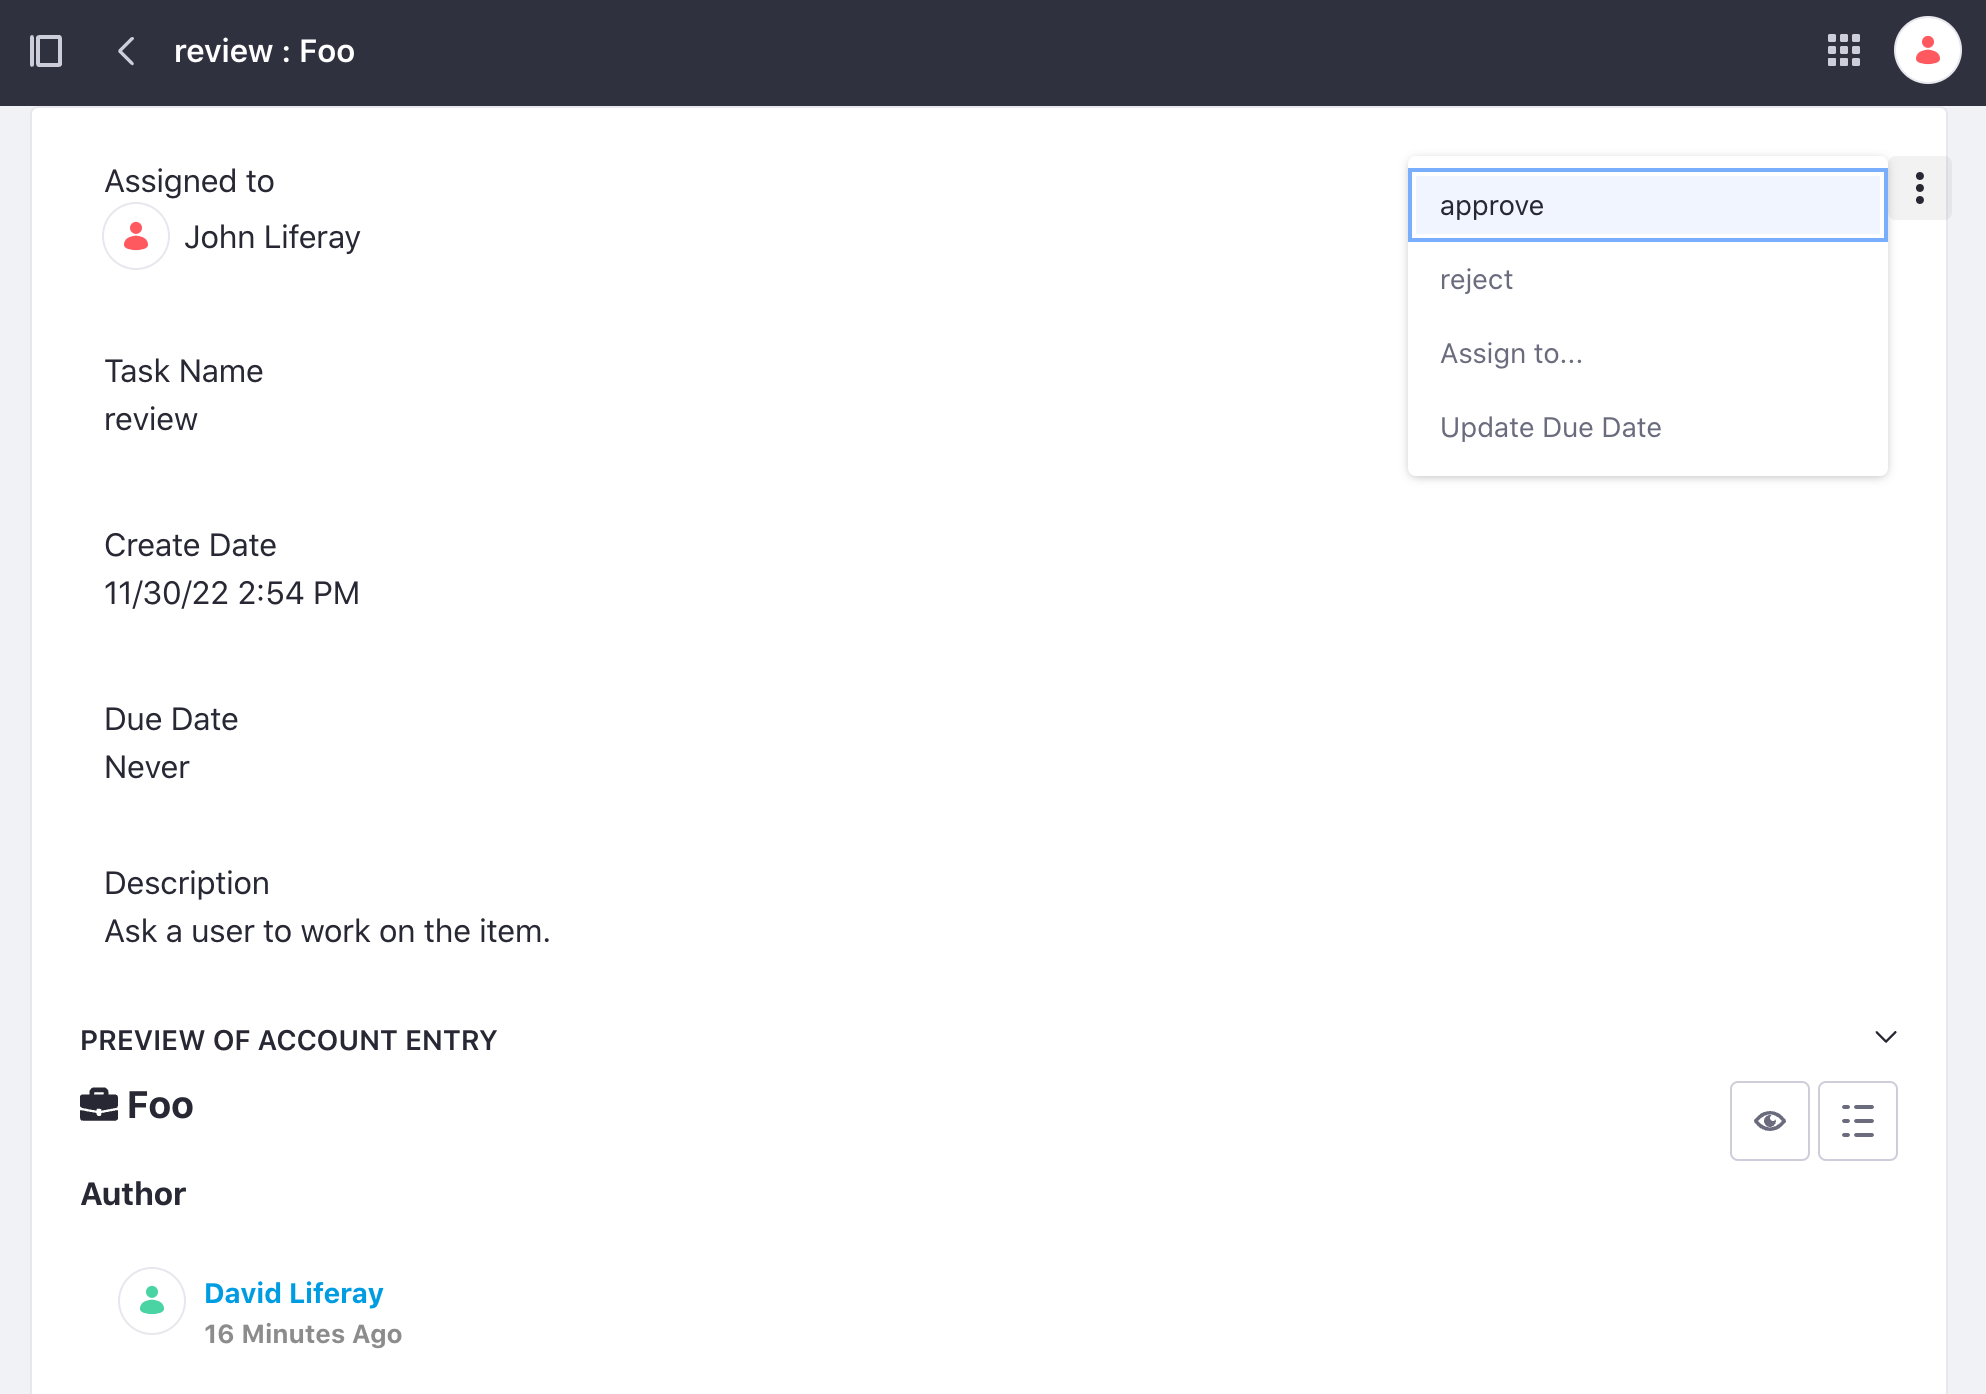 review : Foo
Assigned to
John Liferay
approve
reject
Assign to...
Update Due Date
Task Name
review
Create Date
11/30/22 2:54 PM
Due Date
Never
Description
Ask a user to work on the item.
PREVIEW OF ACCOUNT ENTRY
Foo
Author
David Liferay
16 Minutes Ago